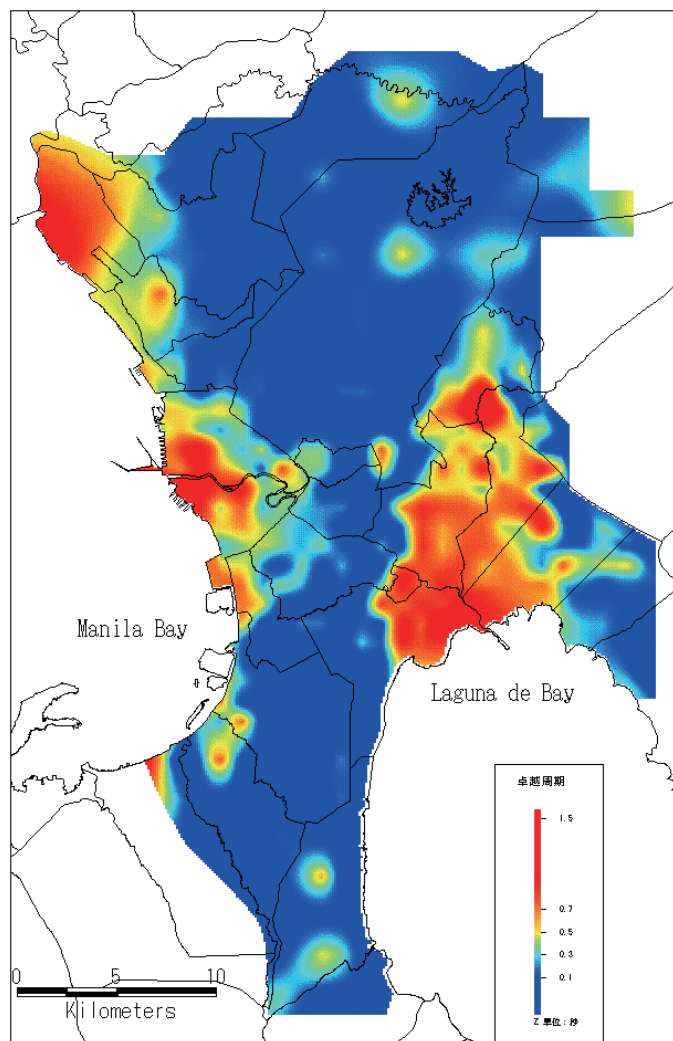 Manila Bay
Laguna de Bay
卓越周期
1.5
0.7
0.5
0.3
0.1
Z 単位：秒
0 5 10
Kilometers